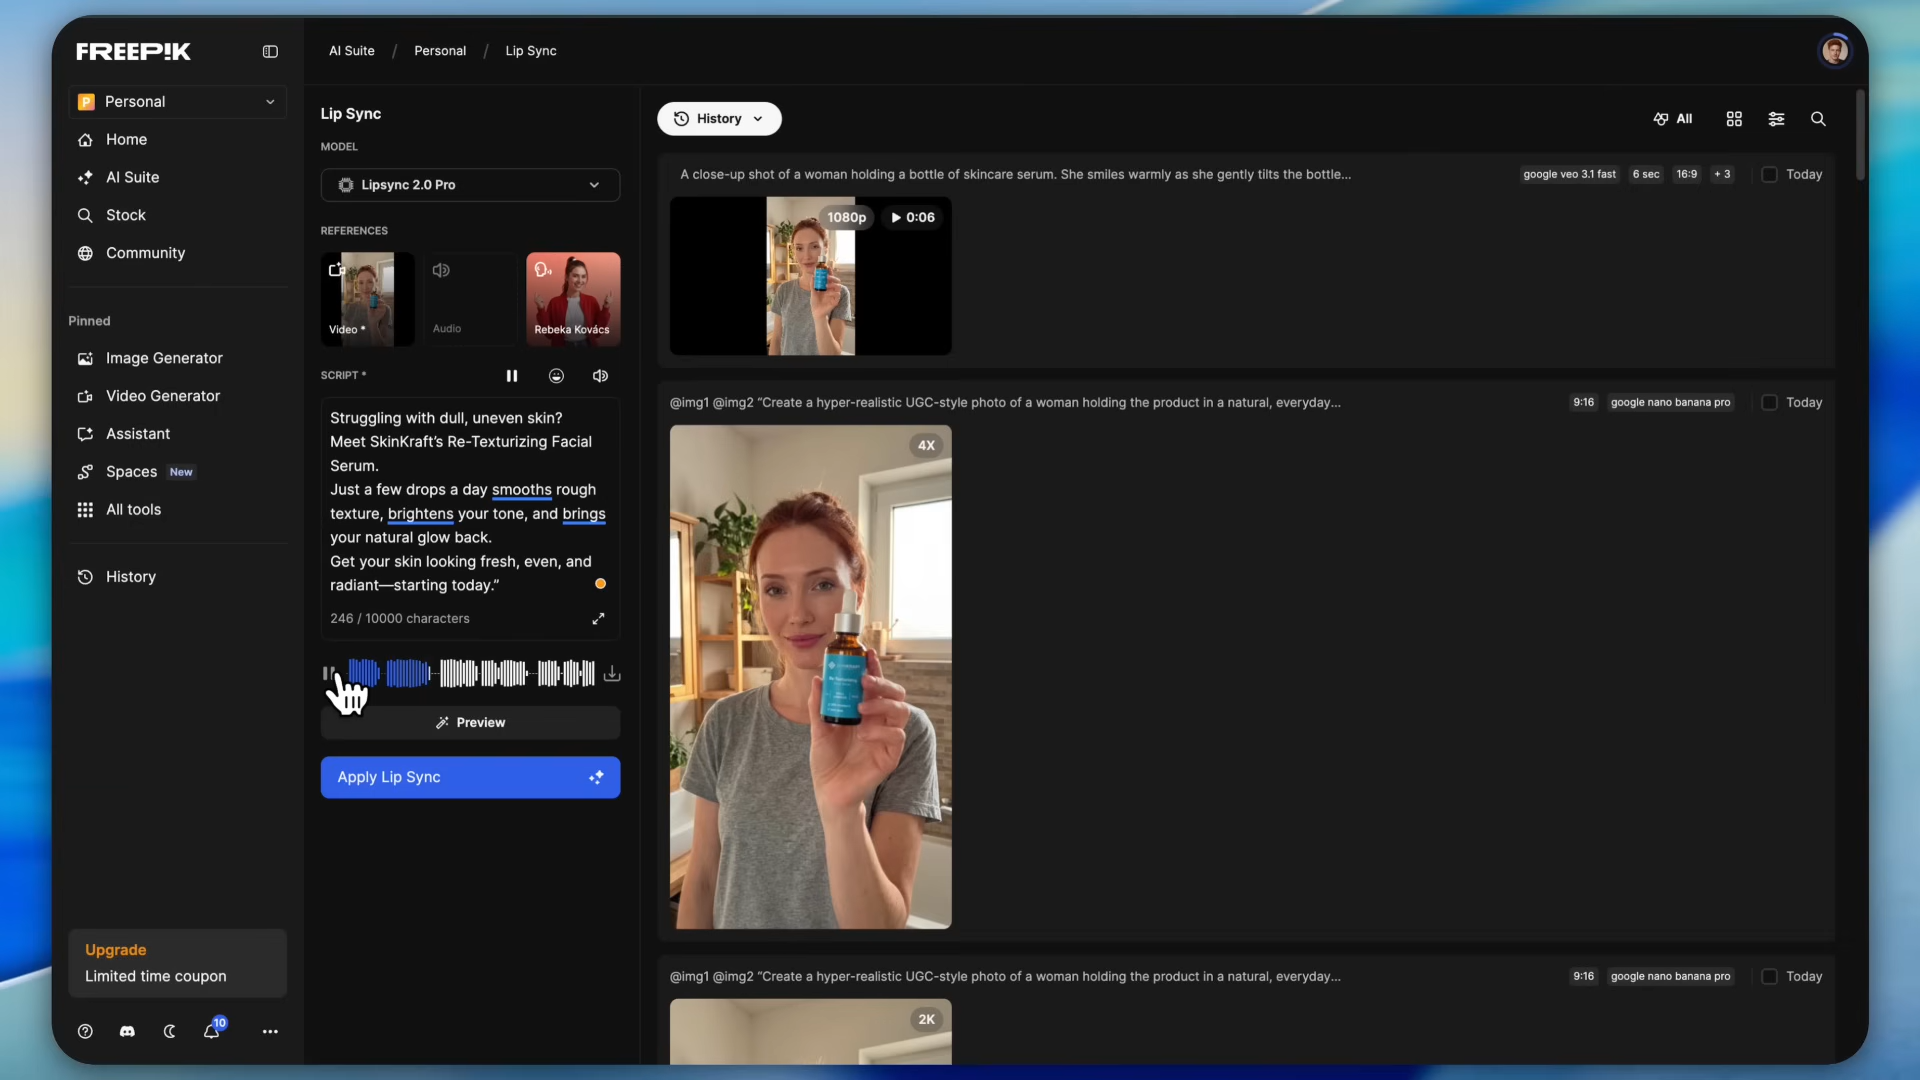 FREEP!K
Personal
Home
AI Suite
Stock
Community
Pinned
Image Generator
Video Generator
Assistant
Spaces New
All tools
History
Upgrade
Limited time coupon
10
AI Suite / Personal / Lip Sync
Lip Sync
MODEL
Lipsync 2.0 Pro
REFERENCES
Video *
Audio
Rebeka Kovács
SCRIPT *
Struggling with dull, uneven skin?
Meet SkinKraft’s Re-Texturizing Facial
Serum.
Just a few drops a day smooths rough
texture, brightens your tone, and brings
your natural glow back.
Get your skin looking fresh, even, and
radiant—starting today.”
246 / 10000 characters
Preview
Apply Lip Sync
History
All
A close-up shot of a woman holding a bottle of skincare serum. She smiles warmly as she gently tilts the bottle...
google veo 3.1 fast 6 sec 16:9 + 3 Today
1080p 0:06
@img1 @img2 “Create a hyper-realistic UGC-style photo of a woman holding the product in a natural, everyday...
9:16 google nano banana pro Today
4X
@img1 @img2 “Create a hyper-realistic UGC-style photo of a woman holding the product in a natural, everyday...
9:16 google nano banana pro Today
2K